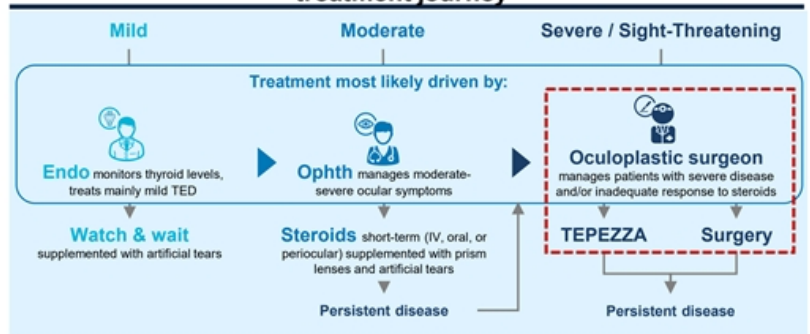 treatment journey
Mild
Moderate
Severe / Sight-Threatening
Treatment most likely driven by:
Endo monitors thyroid levels,
treats mainly mild TED
Ophth manages moderate-
severe ocular symptoms
Oculoplastic surgeon
manages patients with severe disease
and/or inadequate response to steroids
Watch & wait
supplemented with artificial tears
Steroids short-term (IV, oral, or
periocular) supplemented with prism
lenses and artificial tears
TEPEZZA
Surgery
Persistent disease
Persistent disease